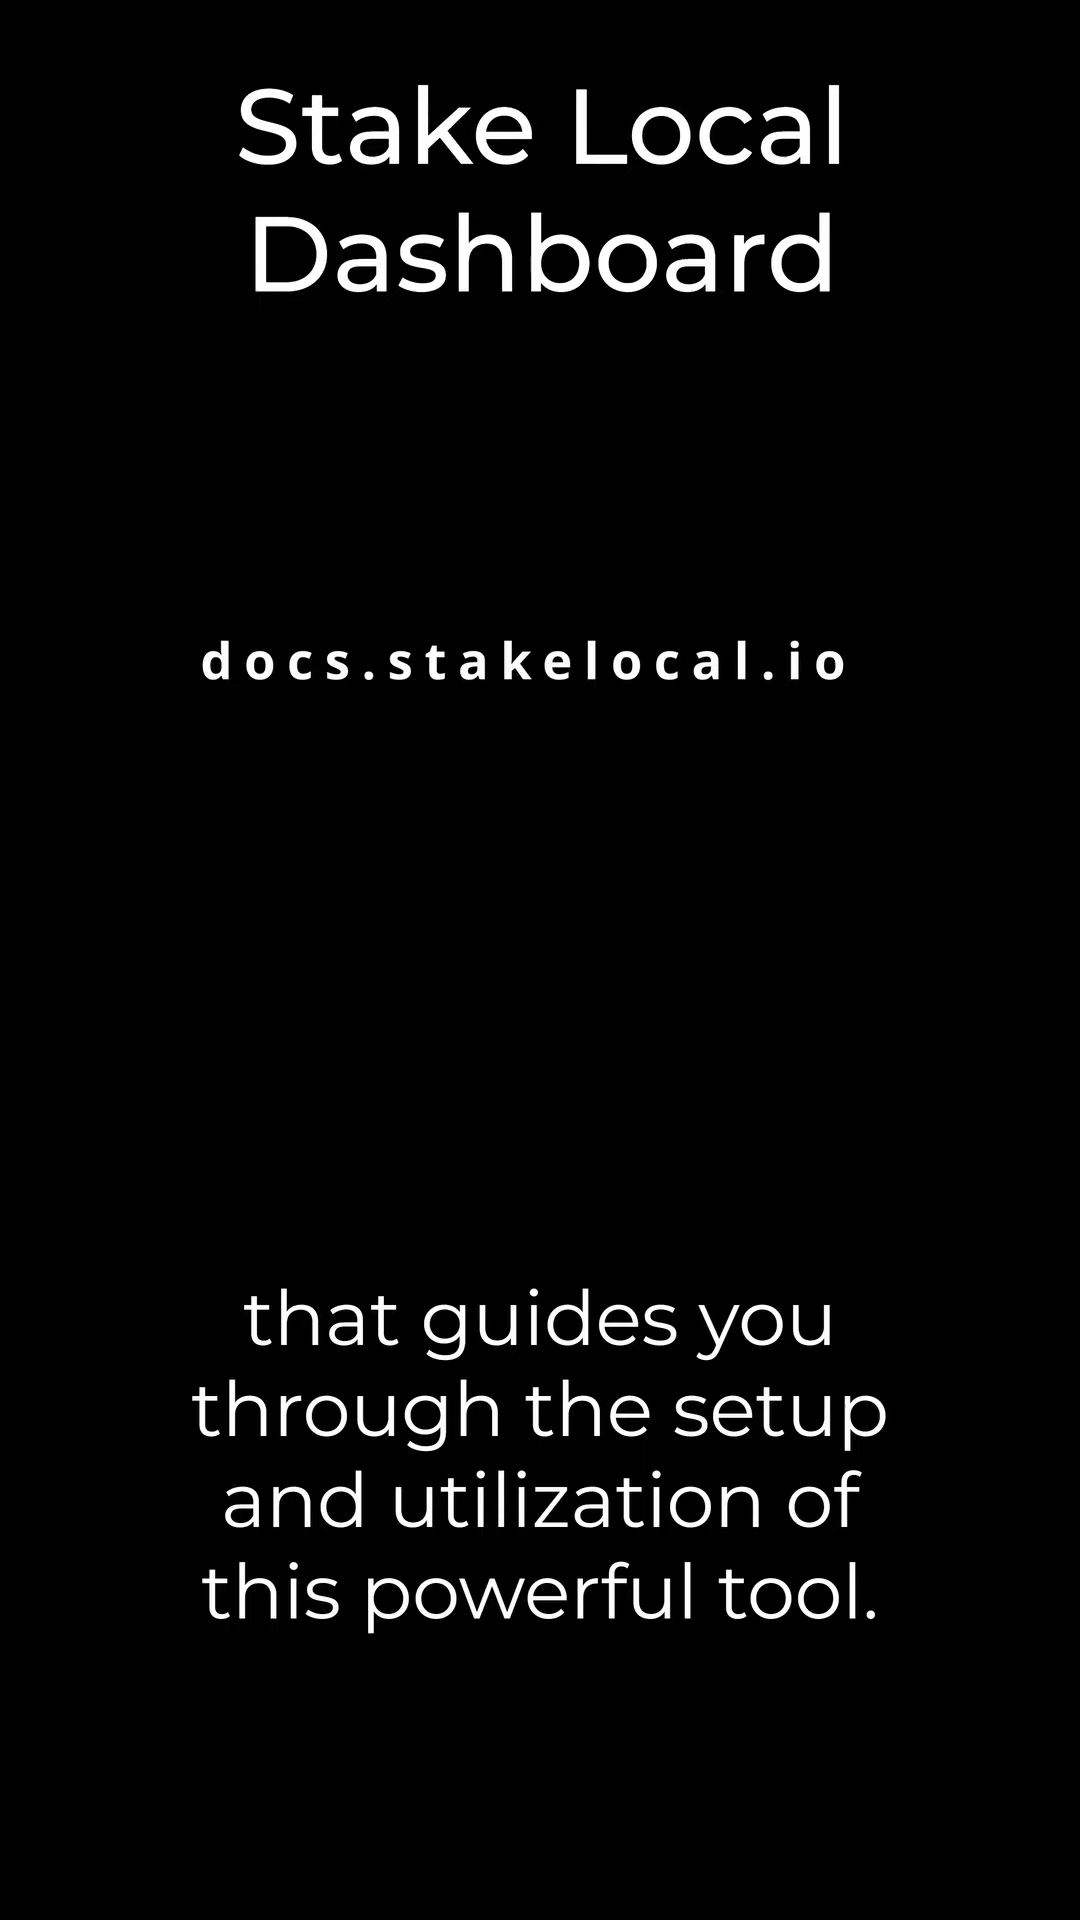 Stake Local
Dashboard
docs.stakelocal.io
that guides you
through the setup
and utilization of
this powerful tool.